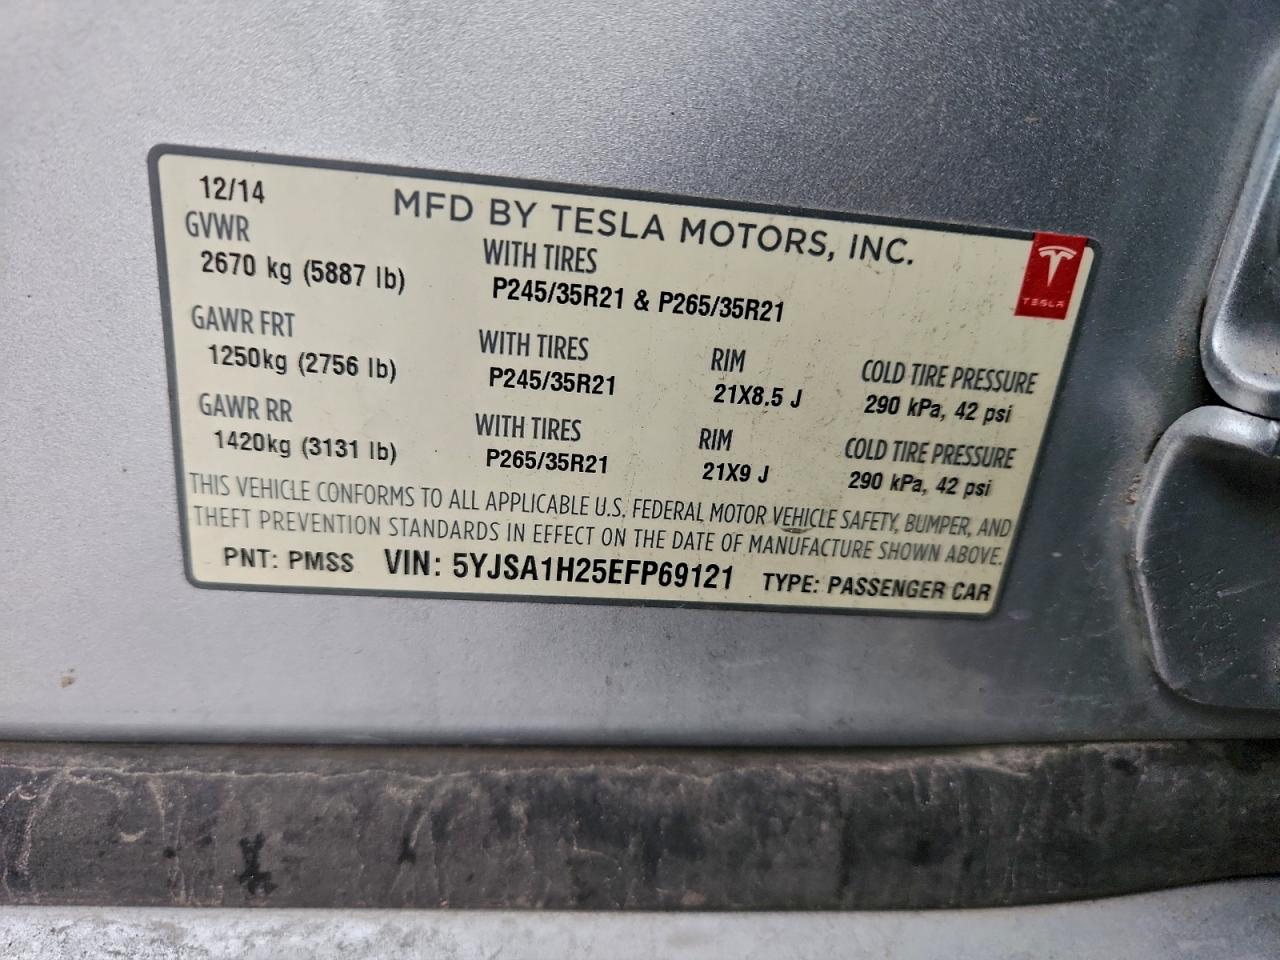 12/14 MFD BY TESLA MOTORS, INC.
TESLA
GVWR WITH TIRES
2670 kg (5887 lb) P245/35R21 & P265/35R21
GAWR FRT WITH TIRES RIM COLD TIRE PRESSURE
1250kg (2756 lb) P245/35R21 21X8.5 J 290 kPa, 42 psi
GAWR RR WITH TIRES RIM COLD TIRE PRESSURE
1420kg (3131 lb) P265/35R21 21X9 J 290 kPa, 42 psi
THIS VEHICLE CONFORMS TO ALL APPLICABLE U.S. FEDERAL MOTOR VEHICLE SAFETY, BUMPER, AND
THEFT PREVENTION STANDARDS IN EFFECT ON THE DATE OF MANUFACTURE SHOWN ABOVE.
PNT: PMSS VIN: 5YJSA1H25EFP69121 TYPE: PASSENGER CAR